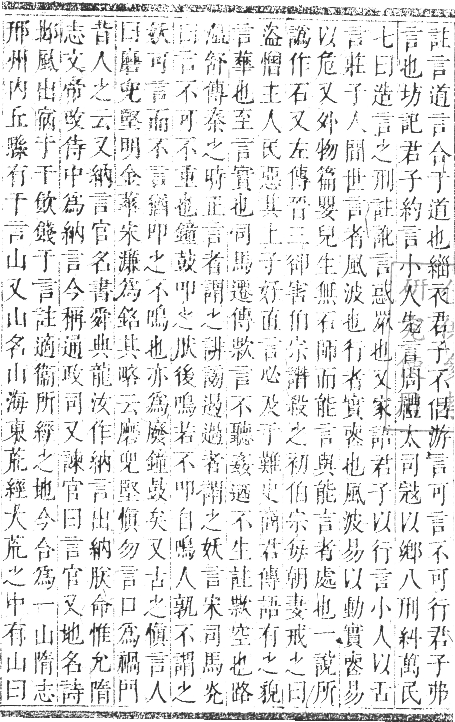 註言道言合于道也緇衣君子不倡游言可言不可行君子弗
言也坊記君子約言小人先言周禮大司寇以鄉八刑糾萬民
七曰造言之刑註訛言惑眾也又家語君子以行言小人以舌
言莊子人間世言者風波也行者實喪也風波易以動實喪易
以危又外物篇嬰兒生無石師而能言與能言者處也一說所
譌作石又左傳晉三郤害伯宗譖殺之初伯宗每朝妻戒之曰
盜憎主人民惡其上子好直言必及于難史商君傳語有之貌
言華也至言實也司馬遷傳款言不聽姦迺不生註款空也路
溫舒傳秦之時正言者謂之誹謗遏過者謂之妖言宋司馬光
曰言不可不重也鐘鼓叩之然後鳴若不叩自鳴人孰不謂之
妖可言而不言猶叩之不鳴也亦為廢鐘鼓矣又古之愼言人
曰磨兜堅明金華宋濂為銘其略云磨兜堅愼勿言口為禍門
昔人之云又納言官名書舜典龍汝作納言出納朕命惟允隋
志文帝改侍中為納言今稱通政司又諫官曰言官又地名詩
邶風出宿于干飲餞于言註適衞所經之地今合為一山隋志
邢州內丘縣有干言山又山名山海東荒經大荒之中有山曰